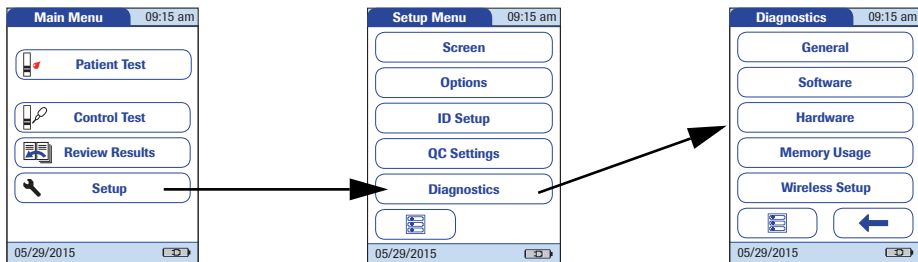 Main Menu 09:15 am
Patient Test
Control Test
Review Results
Setup
05/29/2015
Setup Menu 09:15 am
Screen
Options
ID Setup
QC Settings
Diagnostics
05/29/2015
Diagnostics 09:15 am
General
Software
Hardware
Memory Usage
Wireless Setup
05/29/2015